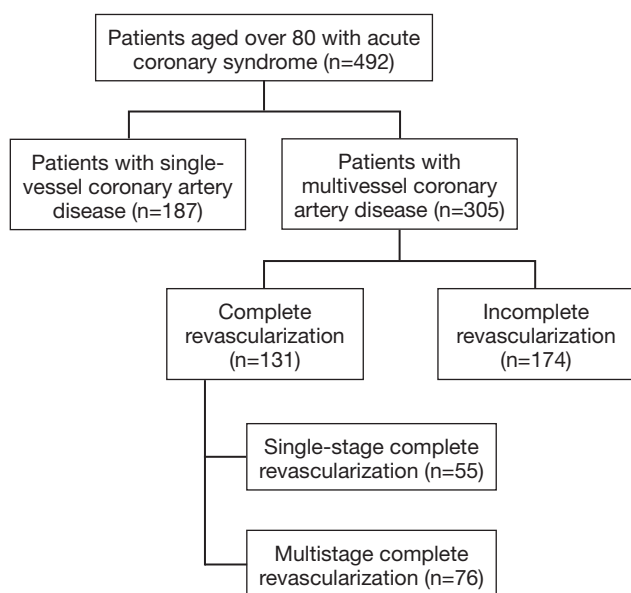 Patients aged over 80 with acute
coronary syndrome (n=492)
Patients with single-
vessel coronary artery
disease (n=187)
Patients with
multivessel coronary
artery disease (n=305)
Complete
revascularization
(n=131)
Incomplete
revascularization
(n=174)
Single-stage complete
revascularization (n=55)
Multistage complete
revascularization (n=76)